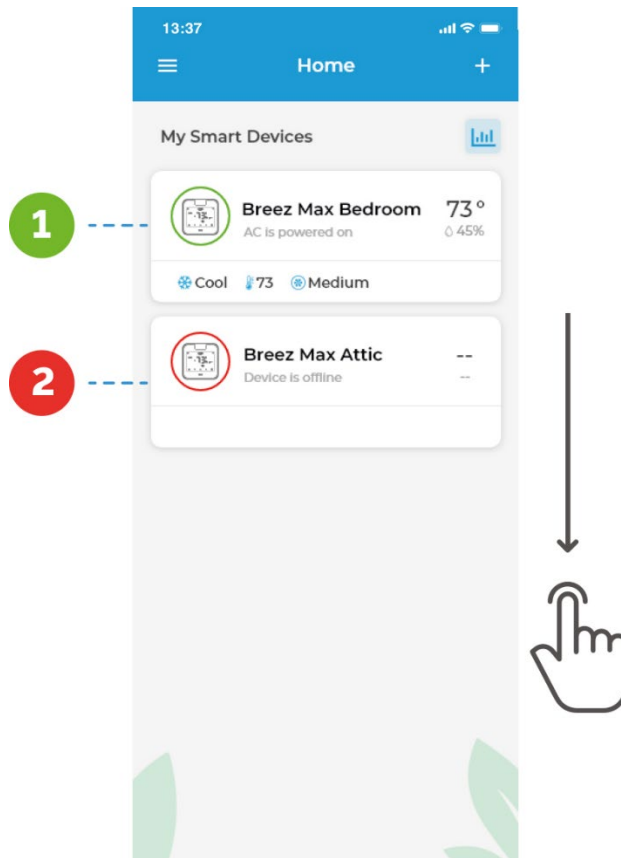 13:37
Home +
My Smart Devices
1
Breez Max Bedroom 73°
AC is powered on 45%
Cool 73 Medium
2
Breez Max Attic --
Device is offline --